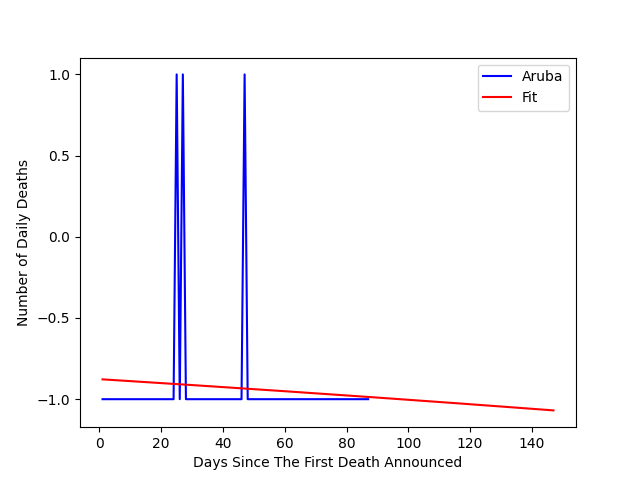 Aruba
Fit
1.0
0.5
0.0
−0.5
−1.0
Number of Daily Deaths
0 20 40 60 80 100 120 140
Days Since The First Death Announced